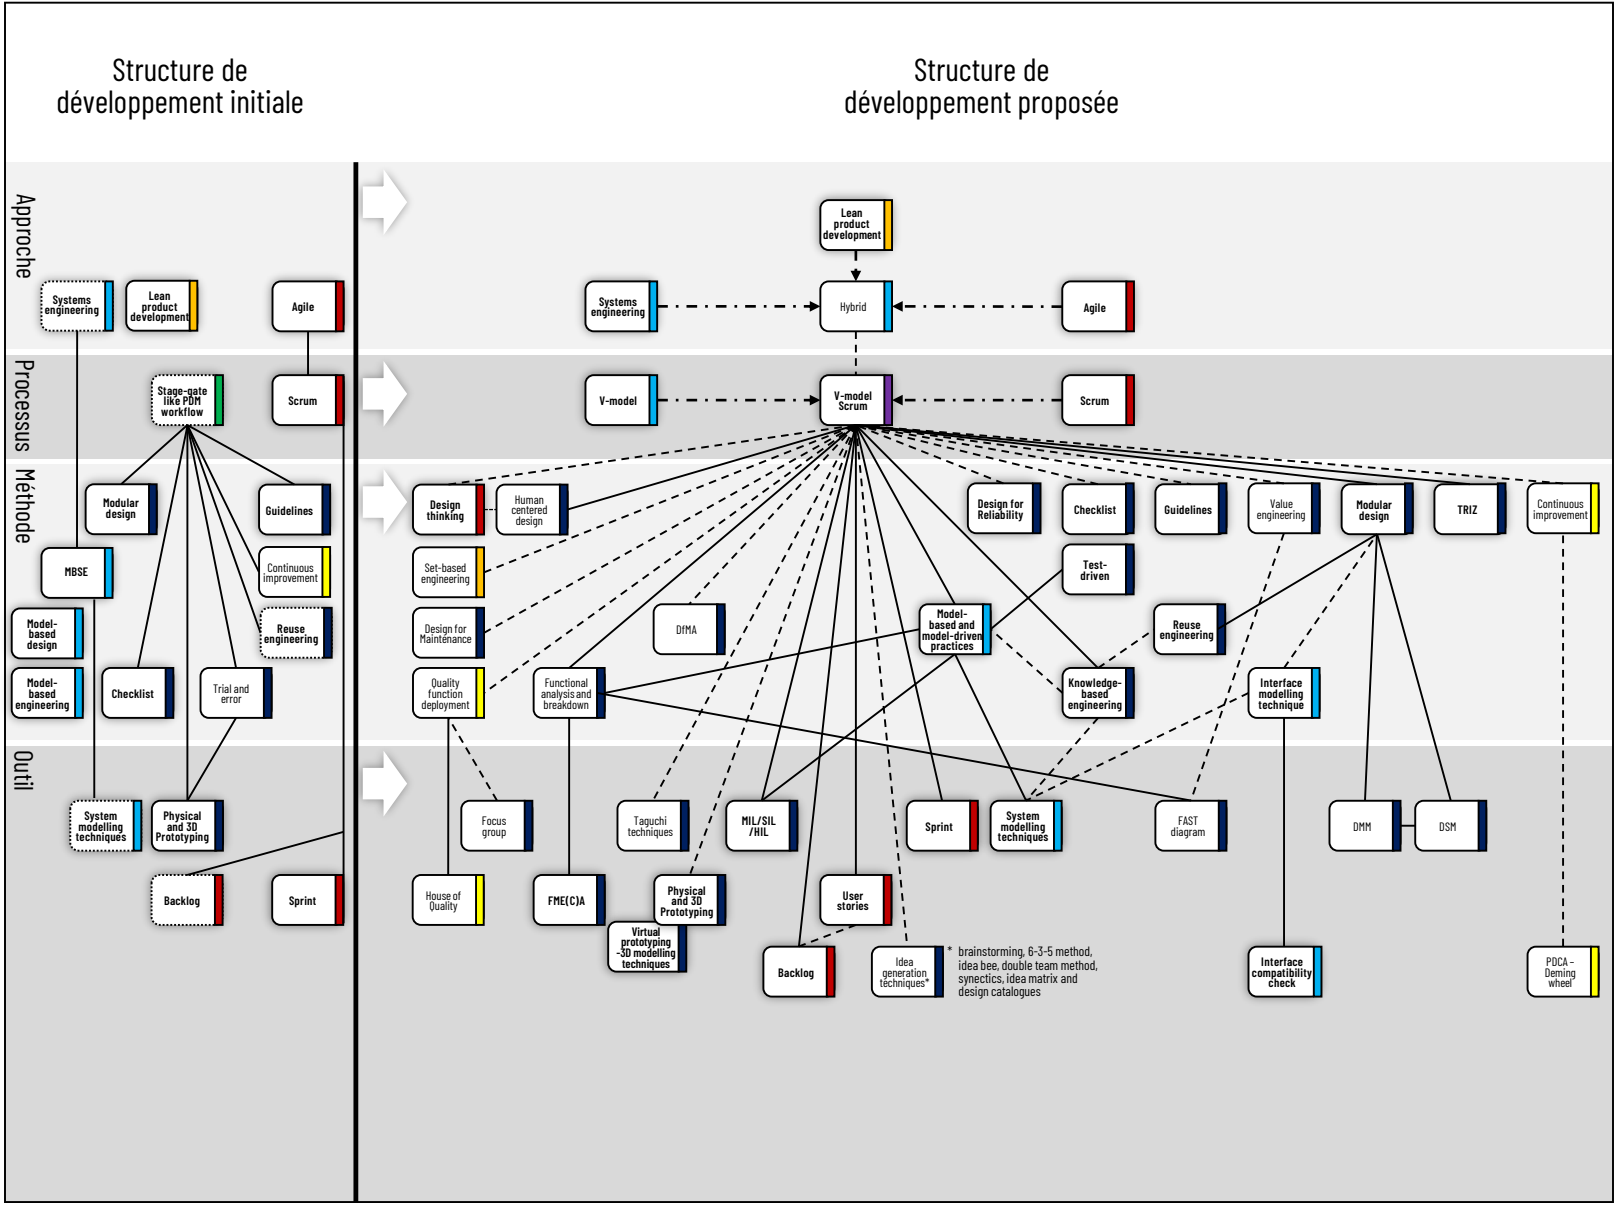 Structure de
développement initiale
Structure de
développement proposée
Approche
Systems
engineering
Lean
product
development
Agile
Lean
product
development
Systems
engineering
Hybrid
Agile
Processus
Stage-gate
like PDM
workflow
Scrum
V-model
V-model
Scrum
Scrum
Méthode
Modular
design
Guidelines
MBSE
Continuous
improvement
Model-
based
design
Reuse
engineering
Model-
based
engineering
Checklist
Trial and
error
Design
thinking
Human
centered
design
Design for
Reliability
Checklist
Guidelines
Value
engineering
Modular
design
TRIZ
Continuous
improvement
Set-based
engineering
Test-
driven
Design for
Maintenance
DfMA
Model-
based and
model-driven
practices
Reuse
engineering
Quality
function
deployment
Functional
analysis and
breakdown
Knowledge-
based
engineering
Interface
modelling
technique
Outil
System
modelling
techniques
Physical
and 3D
Prototyping
Backlog
Sprint
Focus
group
Taguchi
techniques
MIL/SIL
/HIL
Sprint
System
modelling
techniques
FAST
diagram
DMM
DSM
House of
Quality
FME(C)A
Physical
and 3D
Prototyping
Virtual
prototyping
-3D modelling
techniques
User
stories
Backlog
Idea
generation
techniques*
* brainstorming, 6-3-5 method,
idea bee, double team method,
synectics, idea matrix and
design catalogues
Interface
compatibility
check
PDCA –
Deming
wheel